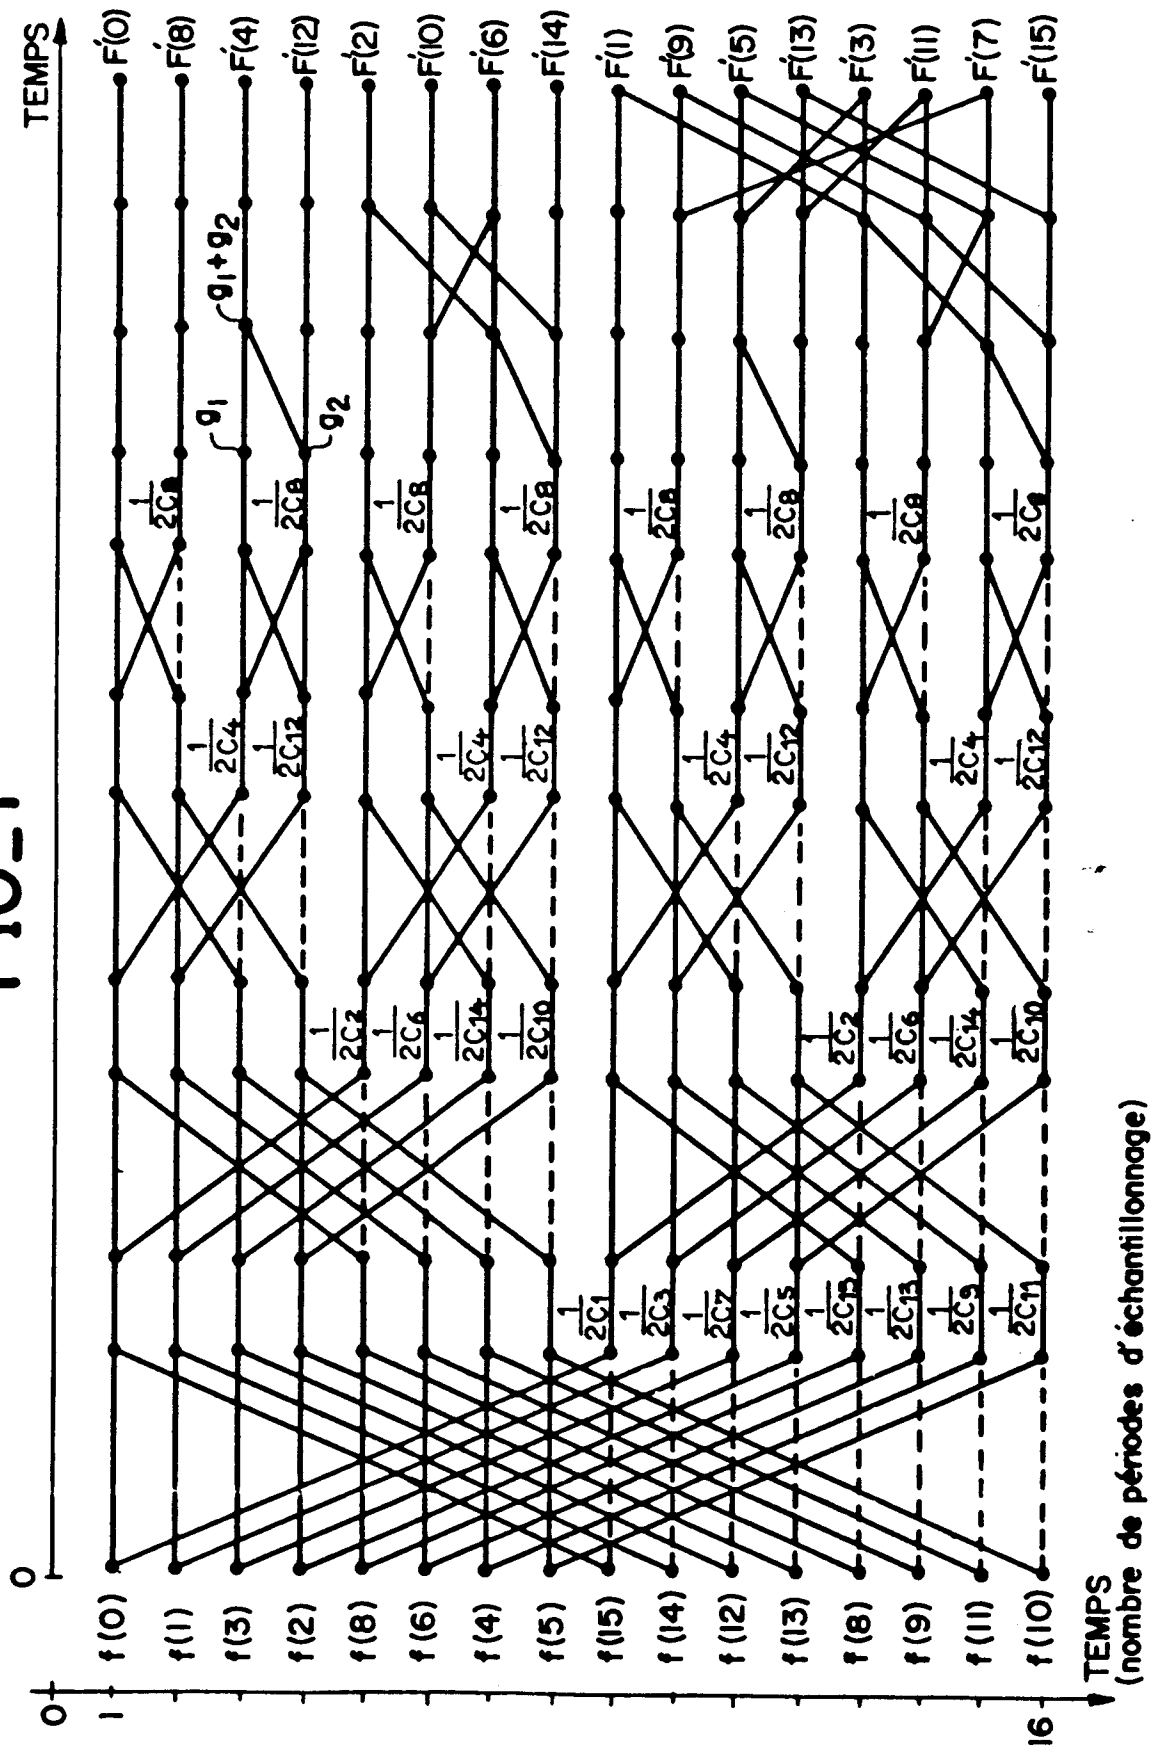 TEMPS
0
F'(0)
F'(8)
F'(4)
F'(12)
F'(2)
F'(10)
F'(6)
F'(14)
F'(1)
F'(9)
F'(5)
F'(13)
F'(3)
F'(11)
F'(7)
F'(15)
g1+g2
g1
g2
1/2C8
1/2C8
1/2C8
1/2C8
1/2C8
1/2C8
1/2C8
1/2C4
1/2C12
1/2C4
1/2C12
1/2C4
1/2C12
1/2C4
1/2C12
1/2C2
1/2C6
1/2C14
1/2C10
1/2C2
1/2C6
1/2C14
1/2C10
1/2C1
1/2C3
1/2C7
1/2C5
1/2C15
1/2C13
1/2C9
1/2C11
f(0)
f(1)
f(3)
f(2)
f(8)
f(6)
f(4)
f(5)
f(15)
f(14)
f(12)
f(13)
f(8)
f(9)
f(11)
f(10)
0
1
16
TEMPS
(nombre de périodes d'échantillonnage)